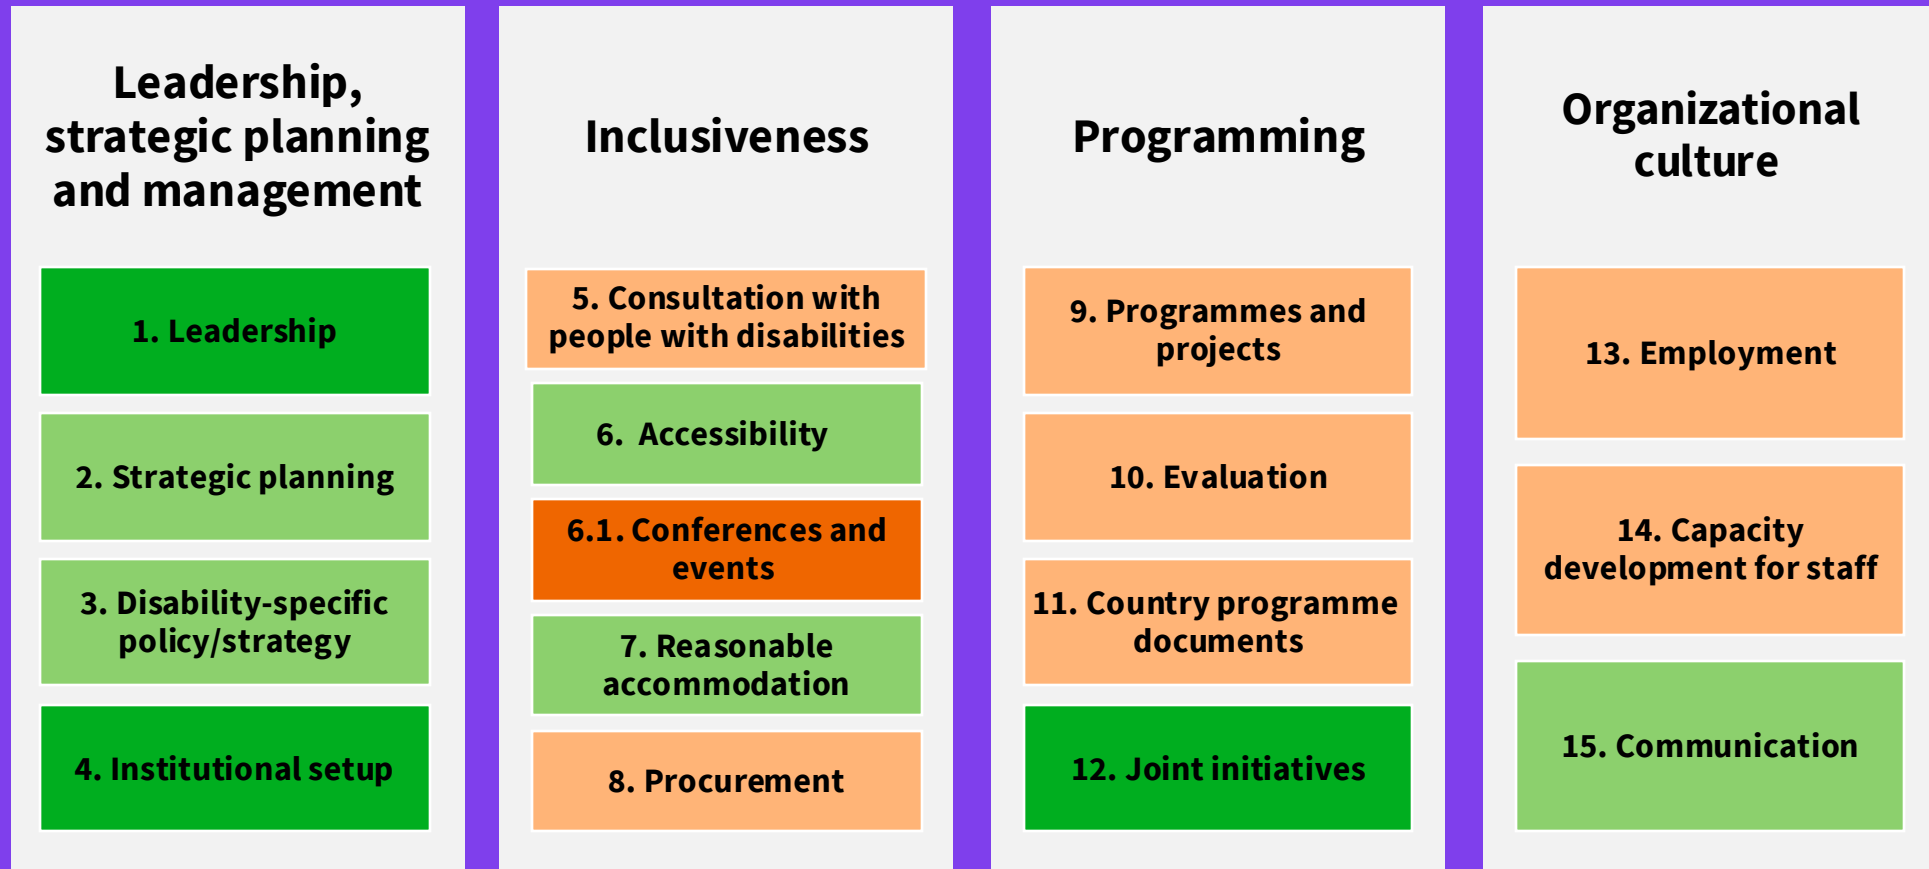 Leadership,
strategic planning
and management
1. Leadership
2. Strategic planning
3. Disability-specific
policy/strategy
4. Institutional setup
Inclusiveness
5. Consultation with
people with disabilities
6.  Accessibility
6.1. Conferences and
events
7. Reasonable
accommodation
8. Procurement
Programming
9. Programmes and
projects
10. Evaluation
11. Country programme
documents
12. Joint initiatives
Organizational
culture
13. Employment
14. Capacity
development for staff
15. Communication